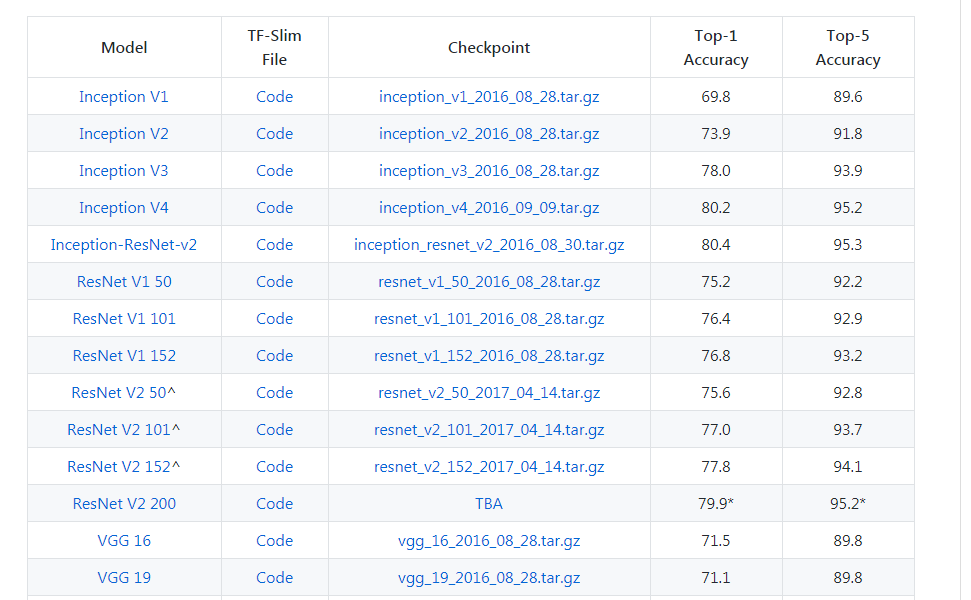 Model TF-Slim File Checkpoint Top-1 Accuracy Top-5 Accuracy
Inception V1 Code inception_v1_2016_08_28.tar.gz 69.8 89.6
Inception V2 Code inception_v2_2016_08_28.tar.gz 73.9 91.8
Inception V3 Code inception_v3_2016_08_28.tar.gz 78.0 93.9
Inception V4 Code inception_v4_2016_09_09.tar.gz 80.2 95.2
Inception-ResNet-v2 Code inception_resnet_v2_2016_08_30.tar.gz 80.4 95.3
ResNet V1 50 Code resnet_v1_50_2016_08_28.tar.gz 75.2 92.2
ResNet V1 101 Code resnet_v1_101_2016_08_28.tar.gz 76.4 92.9
ResNet V1 152 Code resnet_v1_152_2016_08_28.tar.gz 76.8 93.2
ResNet V2 50^ Code resnet_v2_50_2017_04_14.tar.gz 75.6 92.8
ResNet V2 101^ Code resnet_v2_101_2017_04_14.tar.gz 77.0 93.7
ResNet V2 152^ Code resnet_v2_152_2017_04_14.tar.gz 77.8 94.1
ResNet V2 200 Code TBA 79.9* 95.2*
VGG 16 Code vgg_16_2016_08_28.tar.gz 71.5 89.8
VGG 19 Code vgg_19_2016_08_28.tar.gz 71.1 89.8